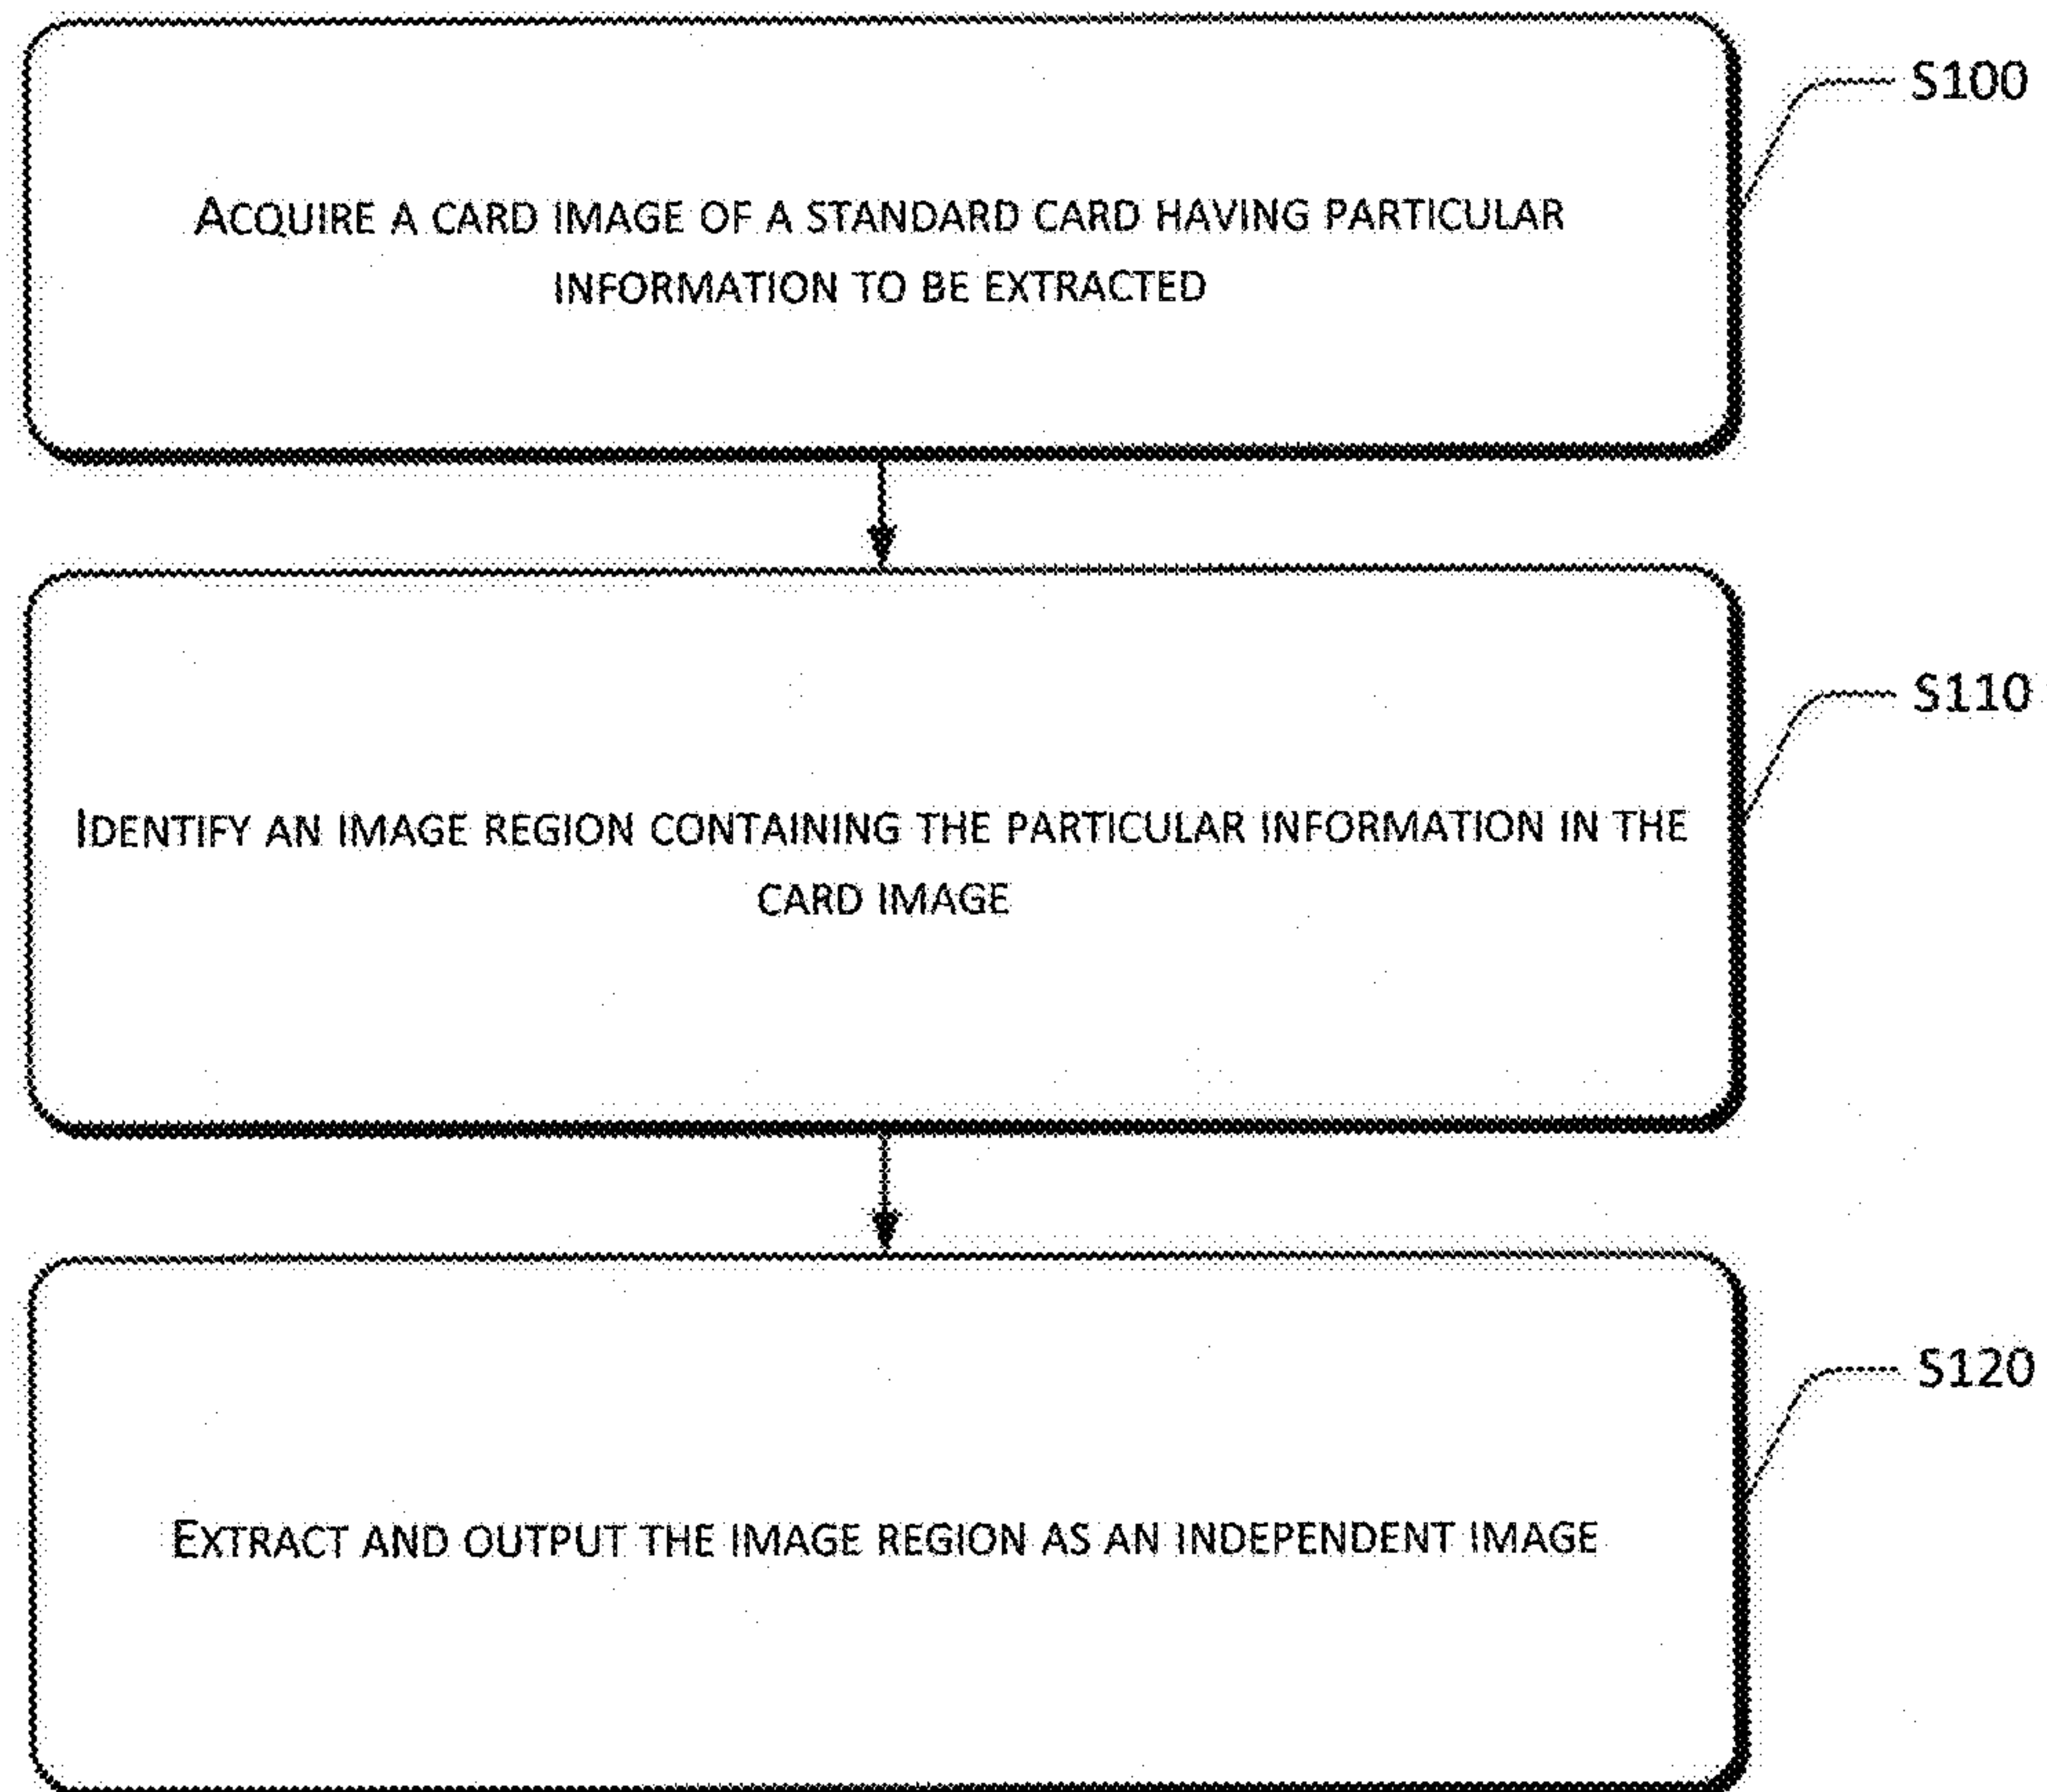 ACQUIRE A CARD IMAGE OF A STANDARD CARD HAVING PARTICULAR
INFORMATION TO BE EXTRACTED
S100
IDENTIFY AN IMAGE REGION CONTAINING THE PARTICULAR INFORMATION IN THE
CARD IMAGE
S110
EXTRACT AND OUTPUT THE IMAGE REGION AS AN INDEPENDENT IMAGE
S120